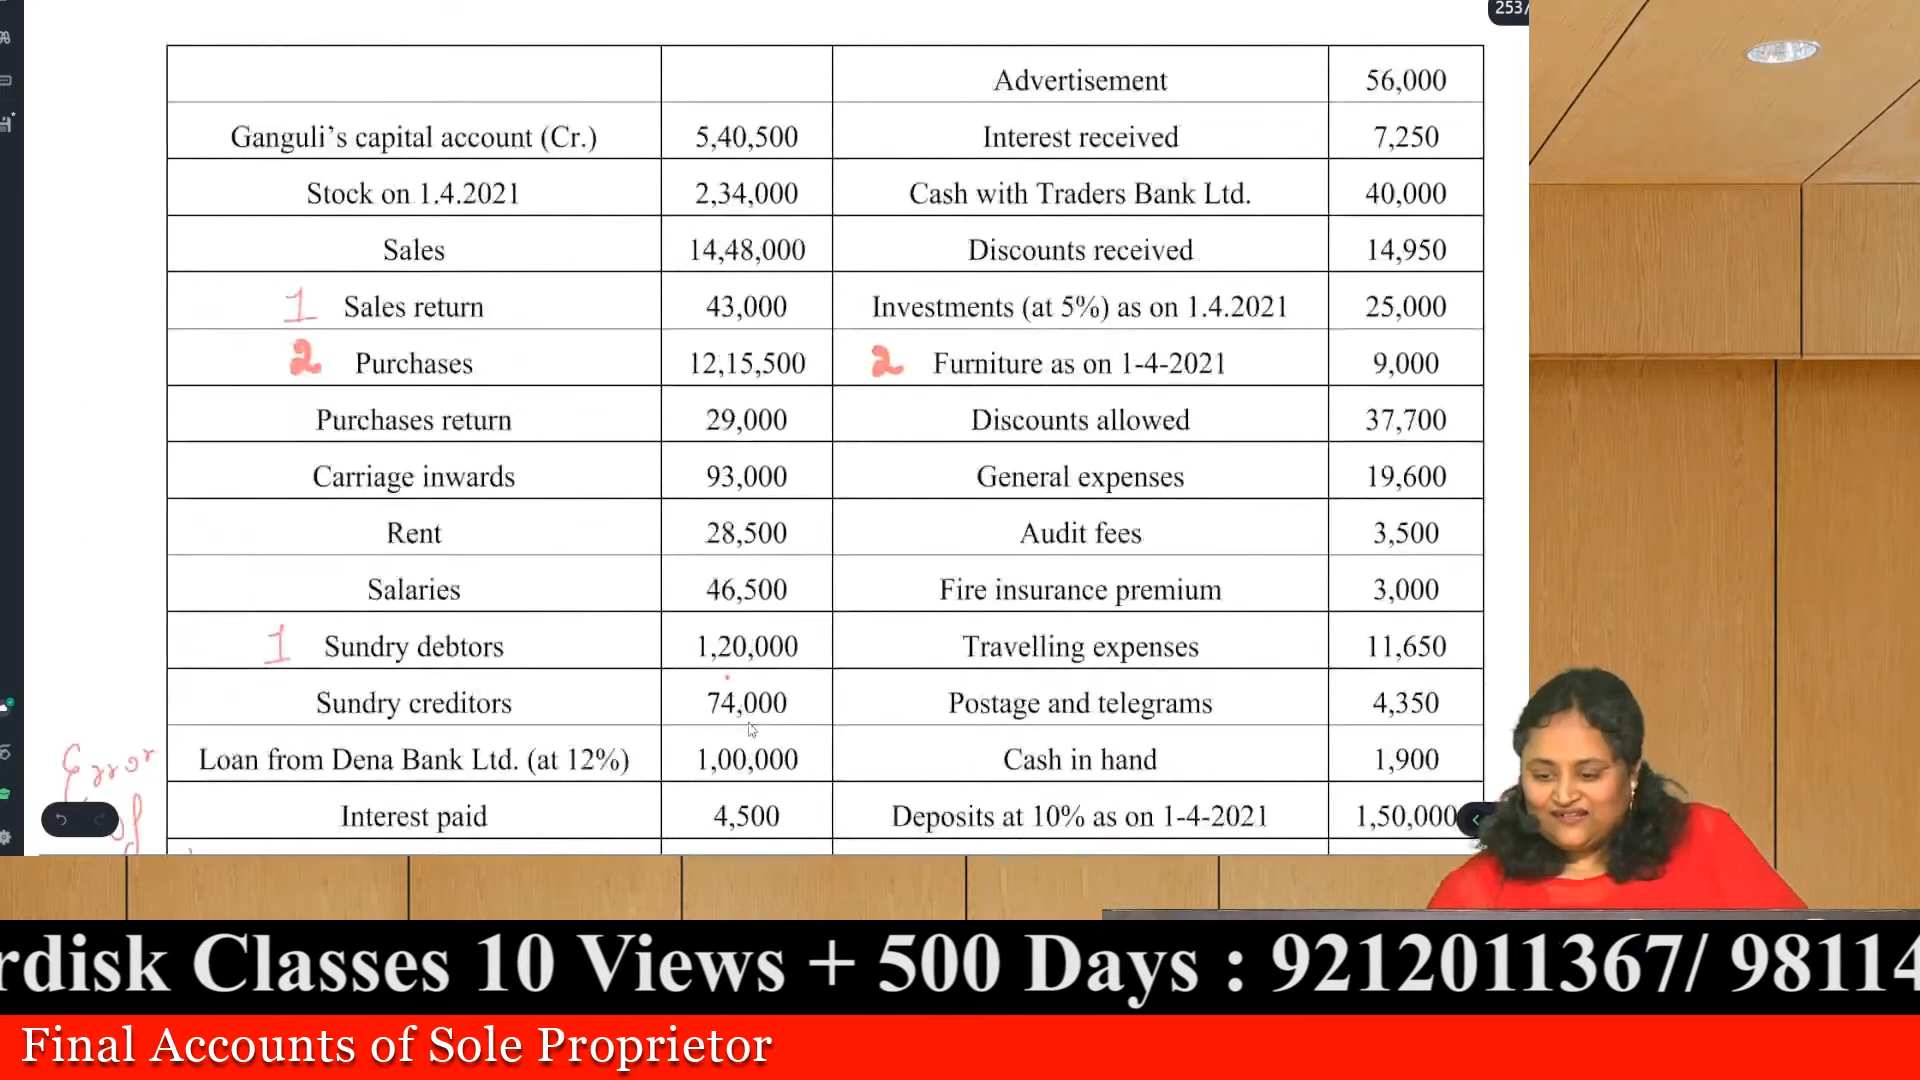 253/
Advertisement 56,000
Ganguli’s capital account (Cr.) 5,40,500 Interest received 7,250
Stock on 1.4.2021 2,34,000 Cash with Traders Bank Ltd. 40,000
Sales 14,48,000 Discounts received 14,950
1 Sales return 43,000 Investments (at 5%) as on 1.4.2021 25,000
2 Purchases 12,15,500 2 Furniture as on 1-4-2021 9,000
Purchases return 29,000 Discounts allowed 37,700
Carriage inwards 93,000 General expenses 19,600
Rent 28,500 Audit fees 3,500
Salaries 46,500 Fire insurance premium 3,000
1 Sundry debtors 1,20,000 Travelling expenses 11,650
Sundry creditors 74,000 Postage and telegrams 4,350
Error Loan from Dena Bank Ltd. (at 12%) 1,00,000 Cash in hand 1,900
of Interest paid 4,500 Deposits at 10% as on 1-4-2021 1,50,000
rdisk Classes 10 Views + 500 Days : 9212011367/ 98114
Final Accounts of Sole Proprietor